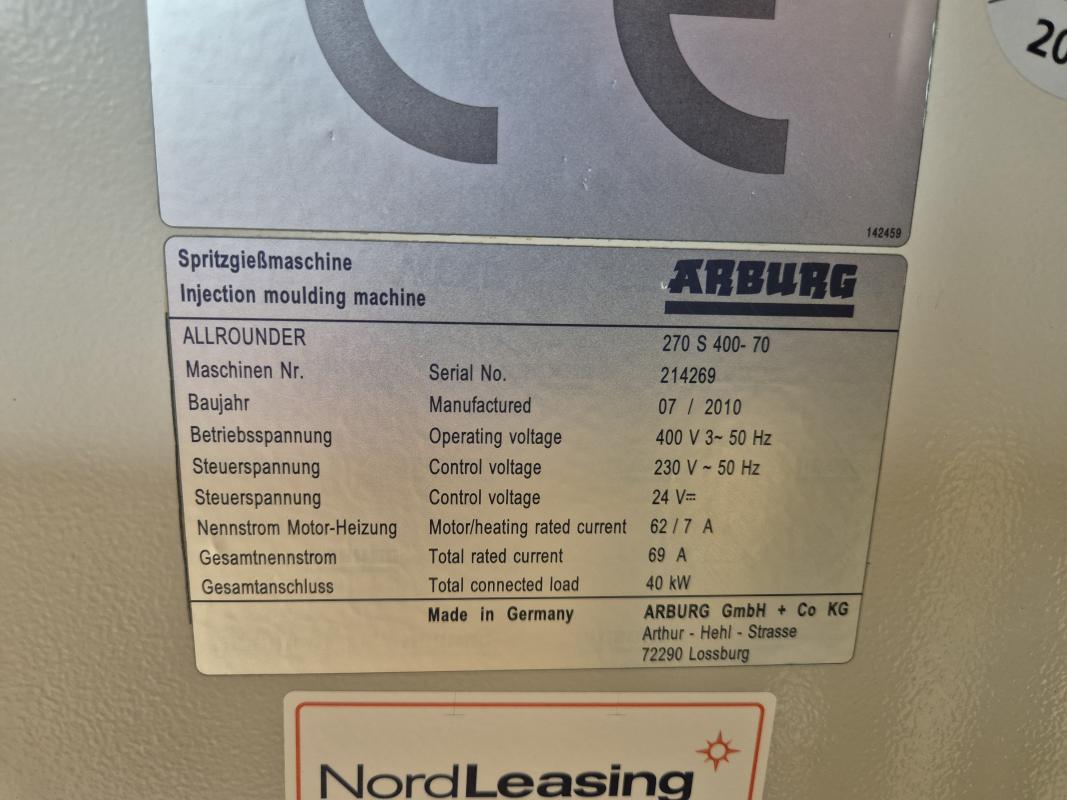 CE
20
142459
Spritzgießmaschine
Injection moulding machine
ARBURG
ALLROUNDER 270 S 400- 70
Maschinen Nr. Serial No. 214269
Baujahr Manufactured 07 / 2010
Betriebsspannung Operating voltage 400 V 3~ 50 Hz
Steuerspannung Control voltage 230 V ~ 50 Hz
Steuerspannung Control voltage 24 V⎓
Nennstrom Motor-Heizung Motor/heating rated current 62 / 7 A
Gesamtnennstrom Total rated current 69 A
Gesamtanschluss Total connected load 40 kW
Made in Germany ARBURG GmbH + Co KG
Arthur - Hehl - Strasse
72290 Lossburg
NordLeasing